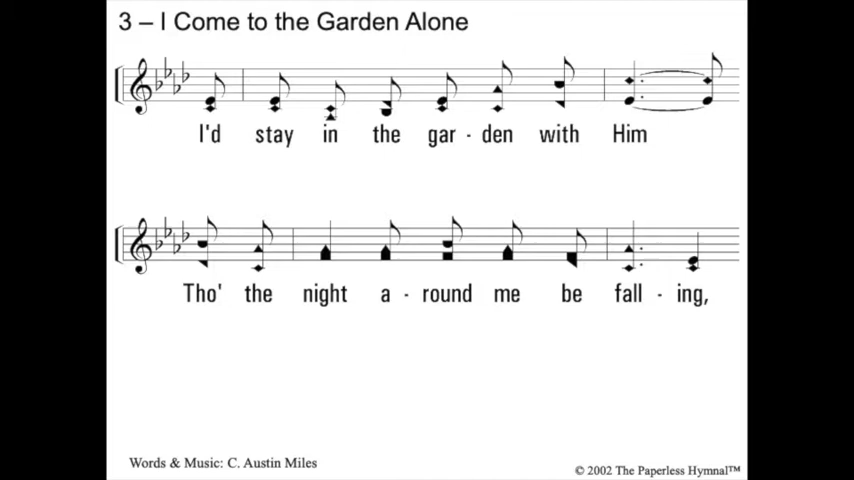 3 – I Come to the Garden Alone
I'd stay in the gar - den with Him
Tho' the night a - round me be fall - ing,
Words & Music: C. Austin Miles
© 2002 The Paperless Hymnal™